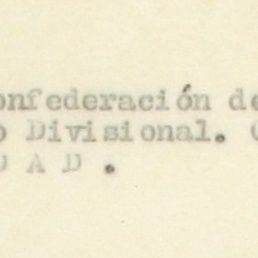 onfederación de
o Divisional. C
D A D .